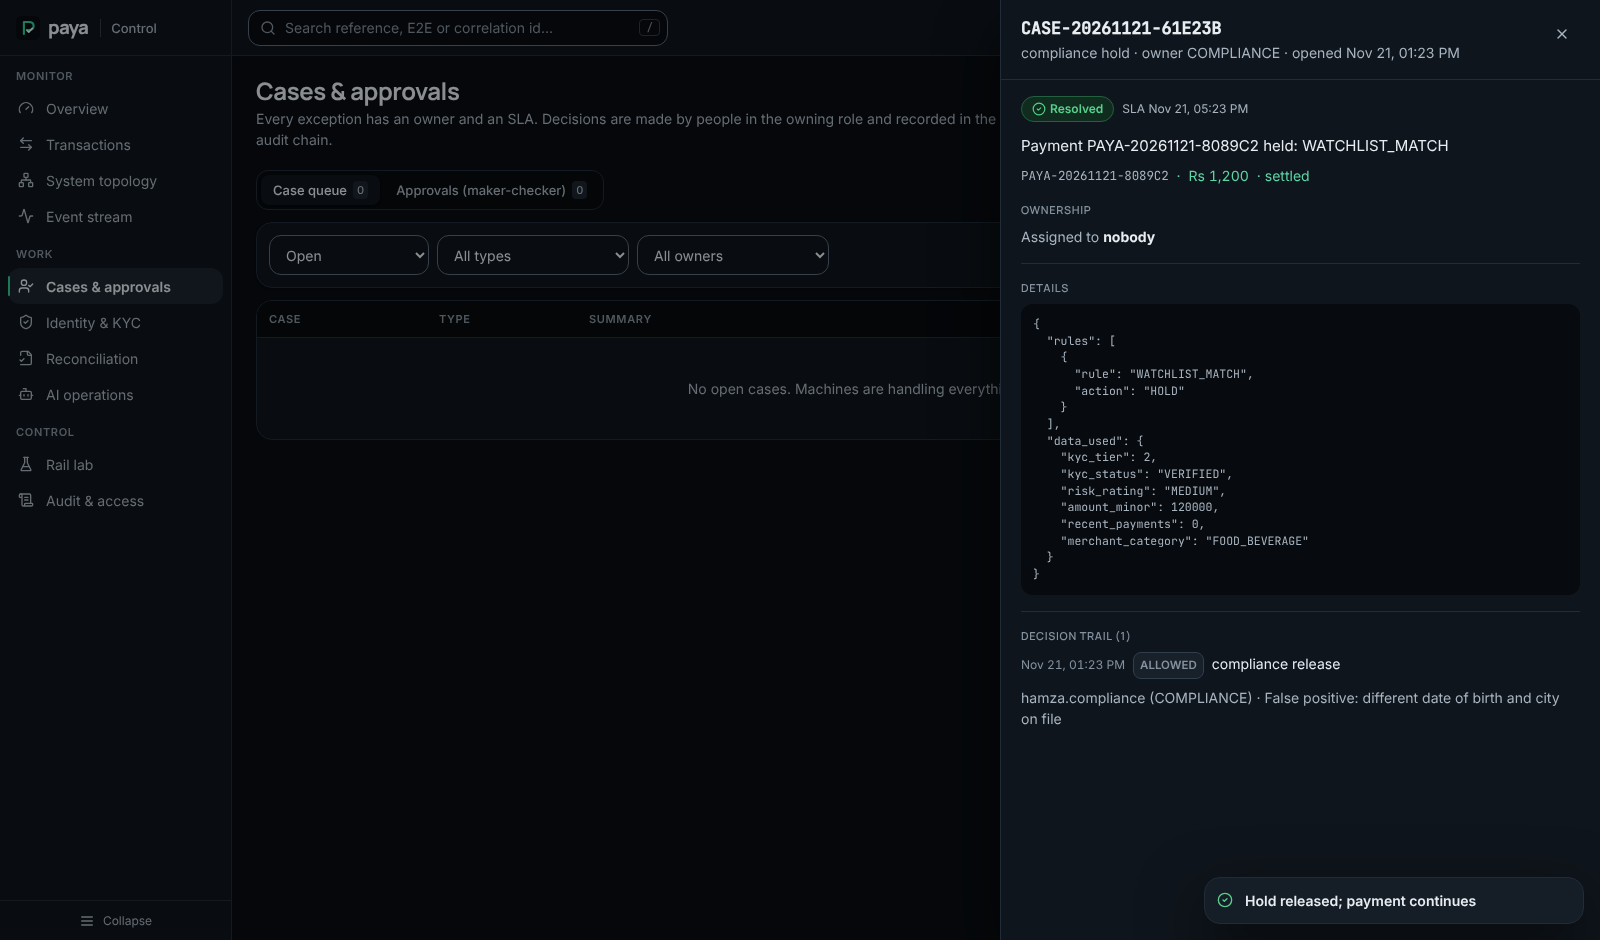 paya
Control
Search reference, E2E or correlation id...
/
MONITOR
Overview
Transactions
System topology
Event stream
WORK
Cases & approvals
Identity & KYC
Reconciliation
AI operations
CONTROL
Rail lab
Audit & access
Collapse
Cases & approvals
Every exception has an owner and an SLA. Decisions are made by people in the owning role and recorded in the
audit chain.
Case queue 0
Approvals (maker-checker) 0
Open
All types
All owners
CASE TYPE SUMMARY
No open cases. Machines are handling
CASE-20261121-61E23B
compliance hold · owner COMPLIANCE · opened Nov 21, 01:23 PM
Resolved SLA Nov 21, 05:23 PM
Payment PAYA-20261121-8089C2 held: WATCHLIST_MATCH
PAYA-20261121-8089C2 · Rs 1,200 · settled
OWNERSHIP
Assigned to nobody
DETAILS
{
"rules": [
{
"rule": "WATCHLIST_MATCH",
"action": "HOLD"
}
],
"data_used": {
"kyc_tier": 2,
"kyc_status": "VERIFIED",
"risk_rating": "MEDIUM",
"amount_minor": 120000,
"recent_payments": 0,
"merchant_category": "FOOD_BEVERAGE"
}
}
DECISION TRAIL (1)
Nov 21, 01:23 PM ALLOWED compliance release
hamza.compliance (COMPLIANCE) · False positive: different date of birth and city
on file
Hold released; payment continues